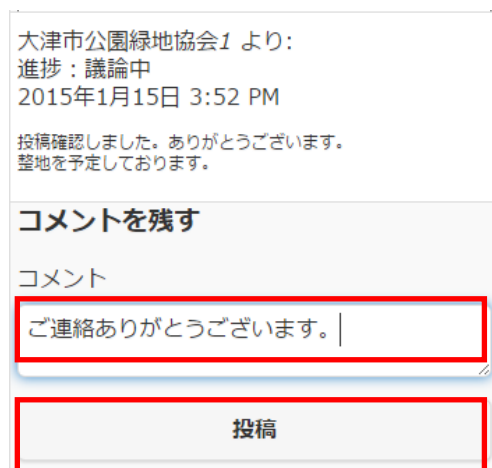 大津市公園緑地協会1 より:
進捗：議論中
2015年1月15日 3:52 PM
投稿確認しました。ありがとうございます。
整地を予定しております。
コメントを残す
コメント
ご連絡ありがとうございます。
投稿